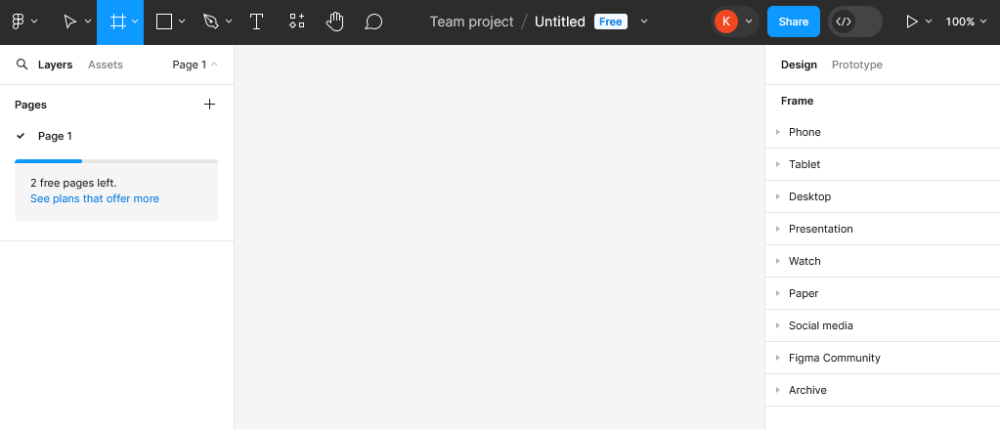 Team project / Untitled Free
K
Share
100%
Layers Assets Page 1
Pages
Page 1
2 free pages left.
See plans that offer more
Design Prototype
Frame
Phone
Tablet
Desktop
Presentation
Watch
Paper
Social media
Figma Community
Archive